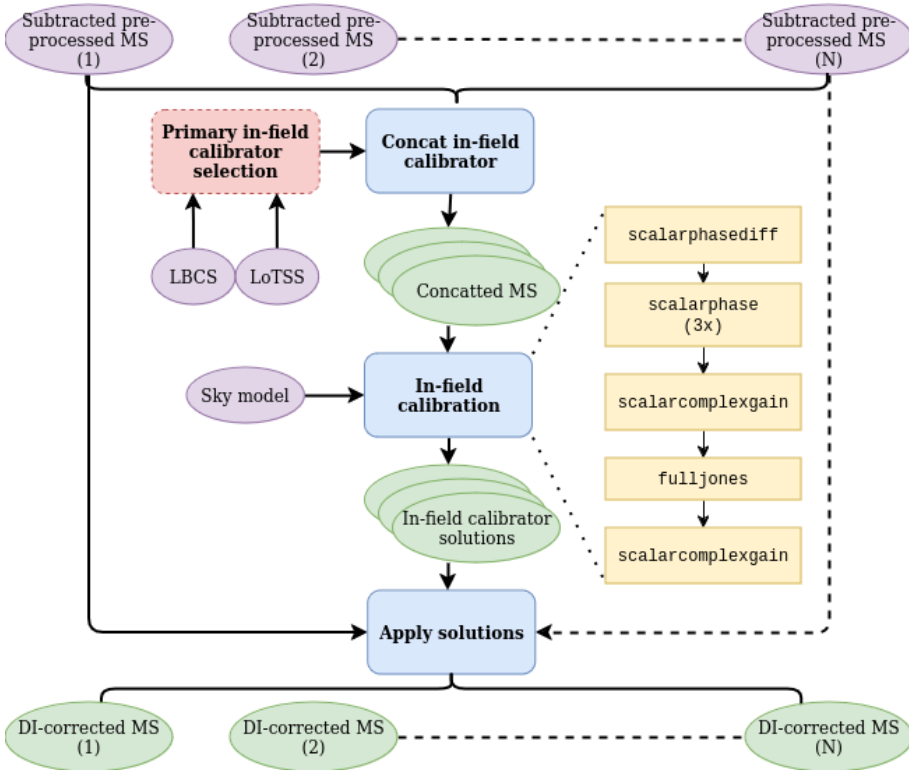 Subtracted pre-
processed MS
(1)
Subtracted pre-
processed MS
(2)
Subtracted pre-
processed MS
(N)
Primary in-field
calibrator
selection
Concat in-field
calibrator
LBCS
LoTSS
Concatted MS
Sky model
In-field
calibration
In-field calibrator
solutions
scalarphasediff
scalarphase
(3x)
scalarcomplexgain
fulljones
scalarcomplexgain
Apply solutions
DI-corrected MS
(1)
DI-corrected MS
(2)
DI-corrected MS
(N)